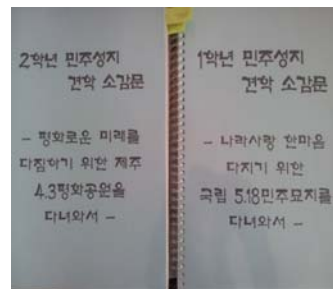 2학년 민주성지
견학 소감문
- 평화로운 미래를
다짐하기 위한 제주
4.3평화공원을
다녀와서 -
1학년 민주성지
견학 소감문
- 나라사랑 한마음
다지기 위한
국립 5.18민주묘지를
다녀와서 -